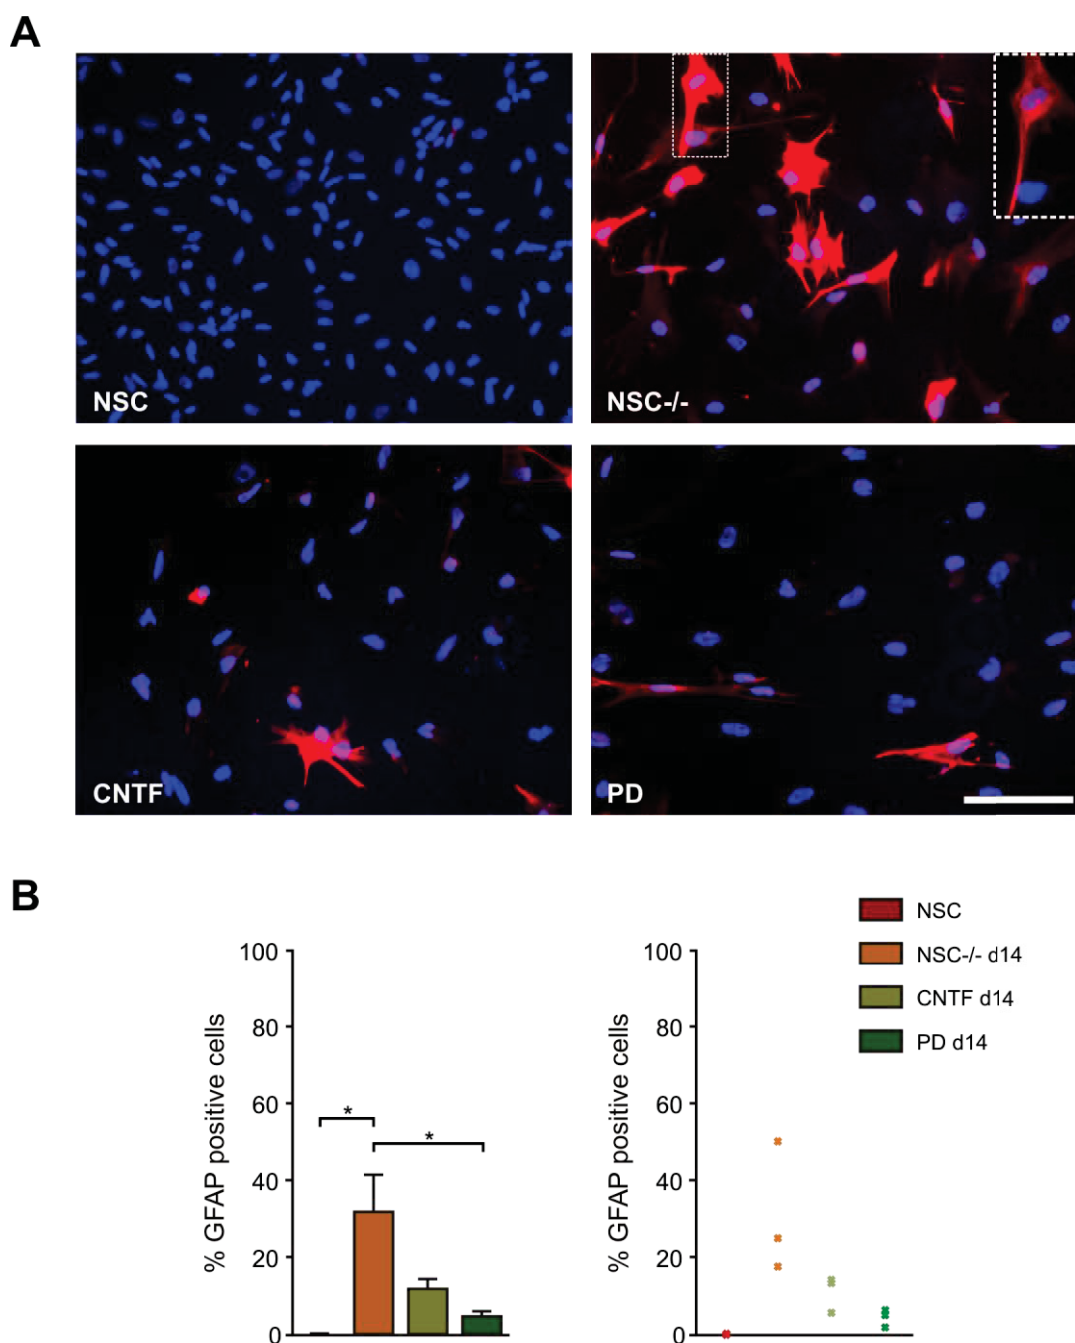 A
NSC
NSC-/-
CNTF
PD
B
NSC
NSC-/- d14
CNTF d14
PD d14
% GFAP positive cells
100
80
60
40
20
0
*
*
% GFAP positive cells
100
80
60
40
20
0